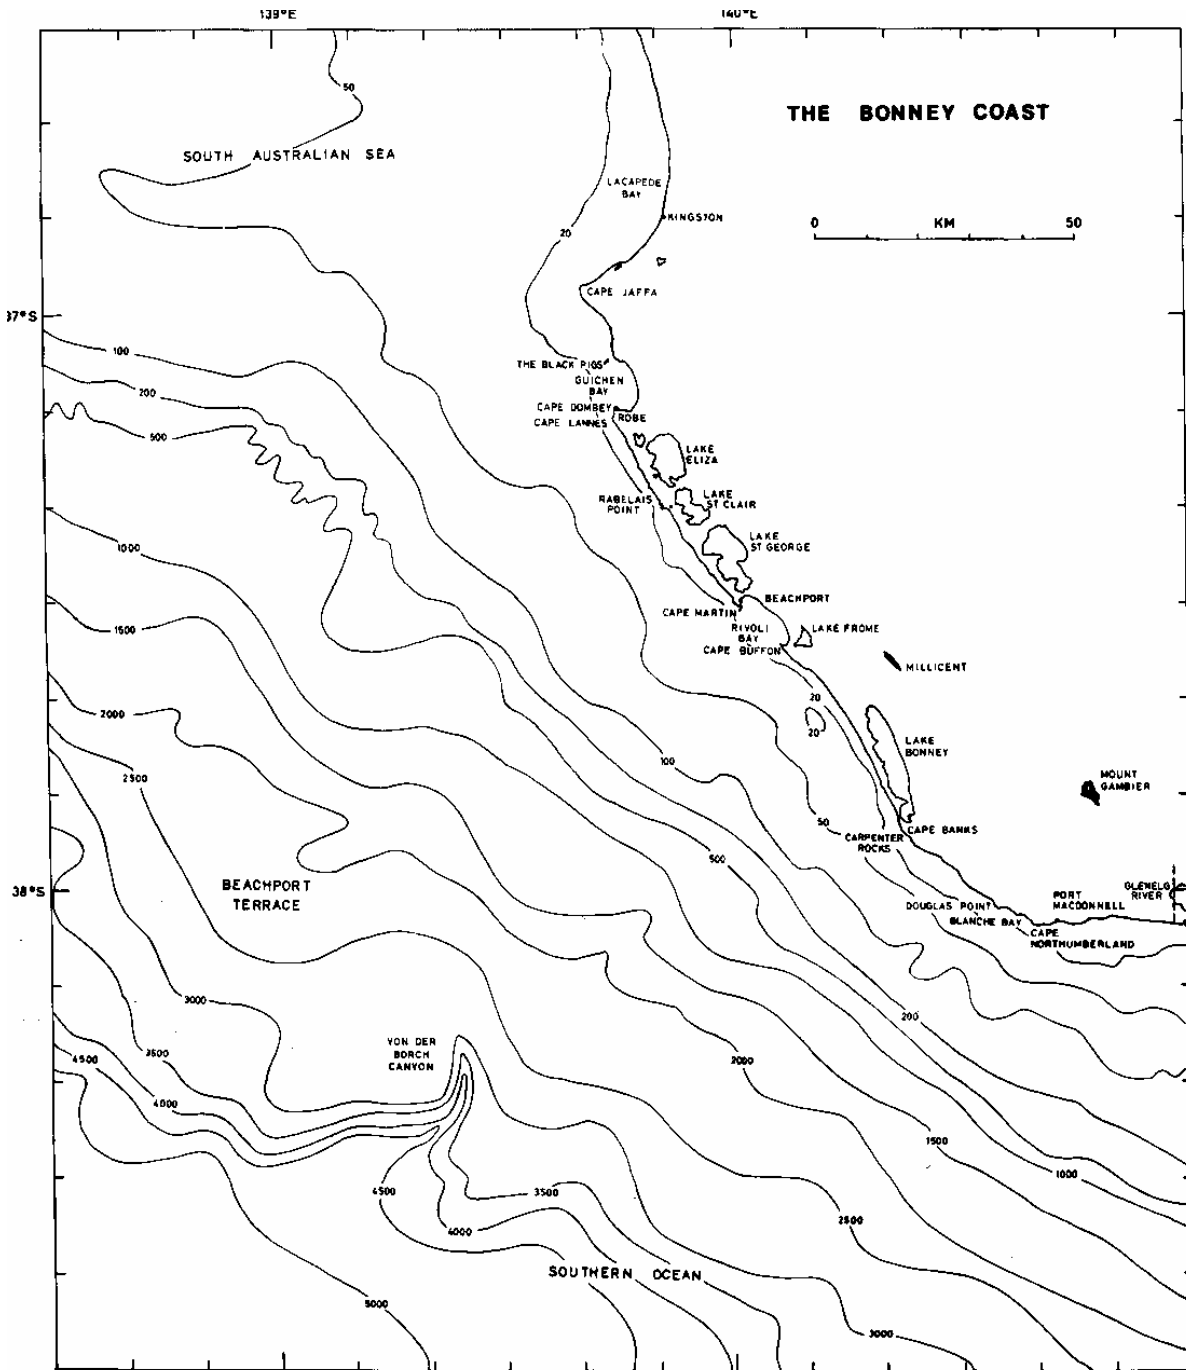 139°E
140°E
50
THE BONNEY COAST
SOUTH AUSTRALIAN SEA
LACAPEDE
BAY
KINGSTON
0 KM 50
20
CAPE JAFFA
37°S
100
THE BLACK PIGS
GUICHEN
BAY
200
CAPE DOMBEY
ROBE
CAPE LANNES
500
LAKE
ELIZA
RABELAIS
POINT
LAKE
ST CLAIR
LAKE
ST GEORGE
1000
BEACHPORT
CAPE MARTIN
1500
RIVOLI
BAY
LAKE FROME
CAPE BUFFON
MILLICENT
20
2000
20
LAKE
BONNEY
100
2500
MOUNT
GAMBIER
50
CAPE BANKS
CARPENTER
ROCKS
500
38°S
BEACHPORT
TERRACE
GLENELG
RIVER
PORT
MACDONNELL
DOUGLAS POINT
BLANCHE BAY
CAPE
NORTHUMBERLAND
3000
200
VON DER
BORCH
CANYON
3500
4500
2000
4000
1500
1000
4500
3500
4000
2500
SOUTHERN OCEAN
5000
3000